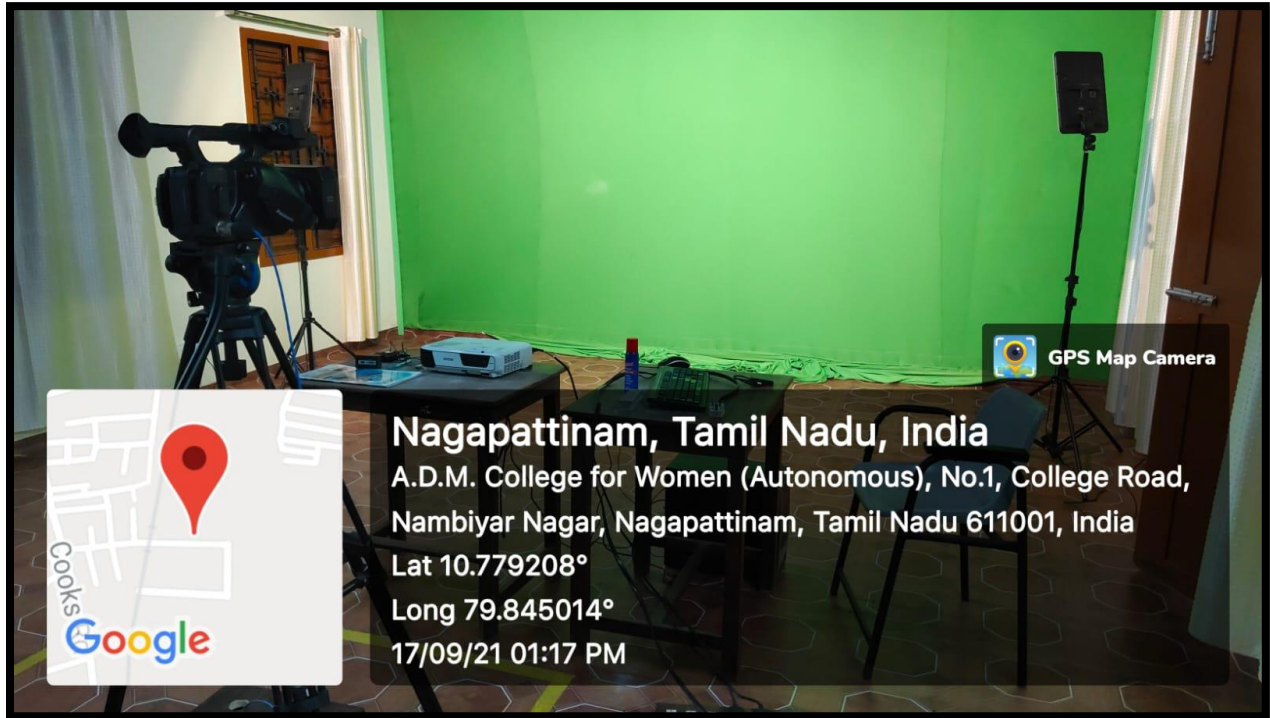 GPS Map Camera
Nagapattinam, Tamil Nadu, India
A.D.M. College for Women (Autonomous), No.1, College Road,
Nambiyar Nagar, Nagapattinam, Tamil Nadu 611001, India
Lat 10.779208°
Long 79.845014°
17/09/21 01:17 PM
Cooks
Google